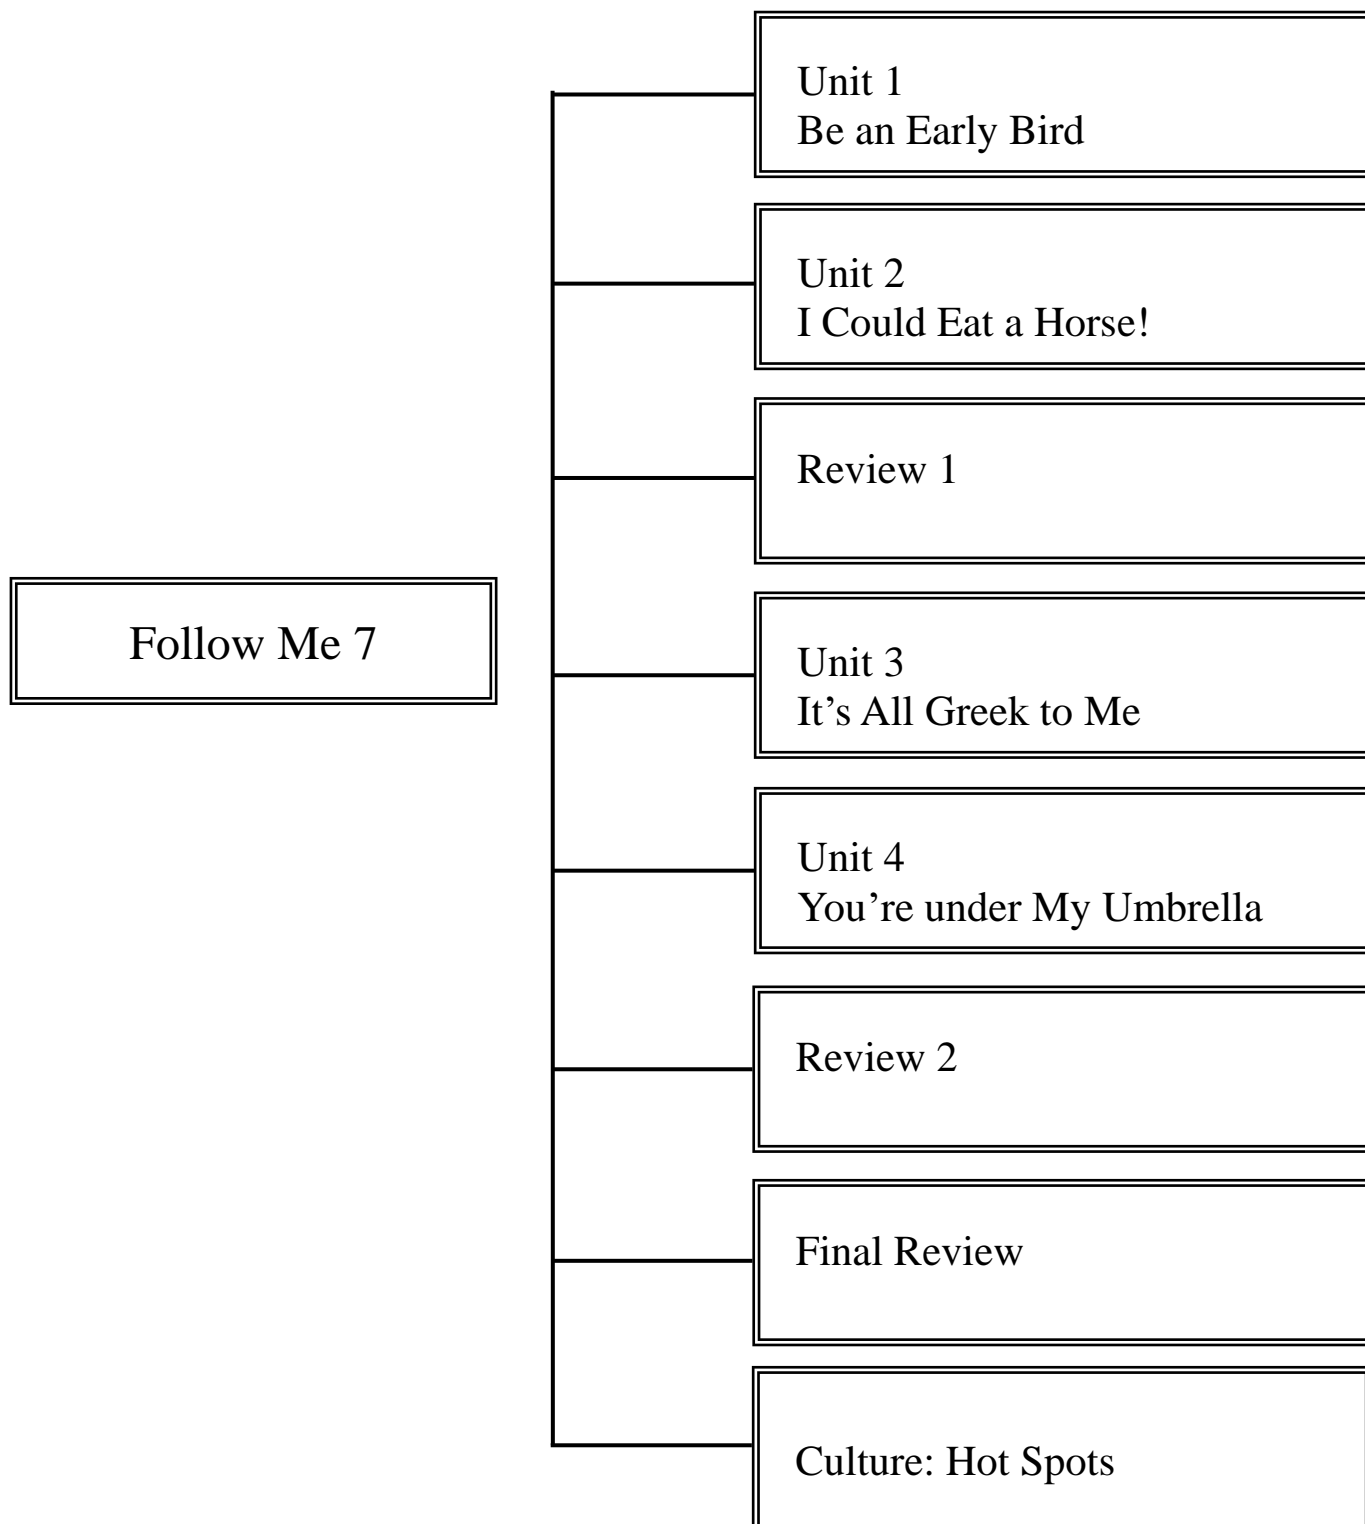 Unit 1
Be an Early Bird
Unit 2
I Could Eat a Horse!
Review 1
Follow Me 7
Unit 3
It’s All Greek to Me
Unit 4
You’re under My Umbrella
Review 2
Final Review
Culture: Hot Spots